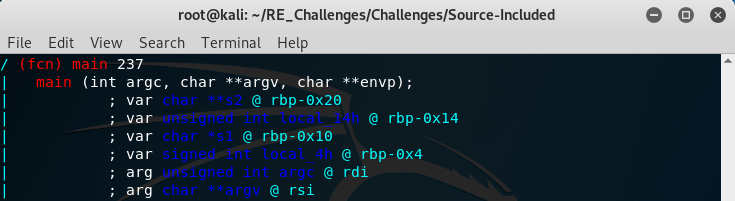 root@kali: ~/RE_Challenges/Challenges/Source-Included
File Edit View Search Terminal Help
/ (fcn) main 237
| main (int argc, char **argv, char **envp);
| ; var char **s2 @ rbp-0x20
| ; var unsigned int local_14h @ rbp-0x14
| ; var char *s1 @ rbp-0x10
| ; var signed int local_4h @ rbp-0x4
| ; arg unsigned int argc @ rdi
| ; arg char **argv @ rsi